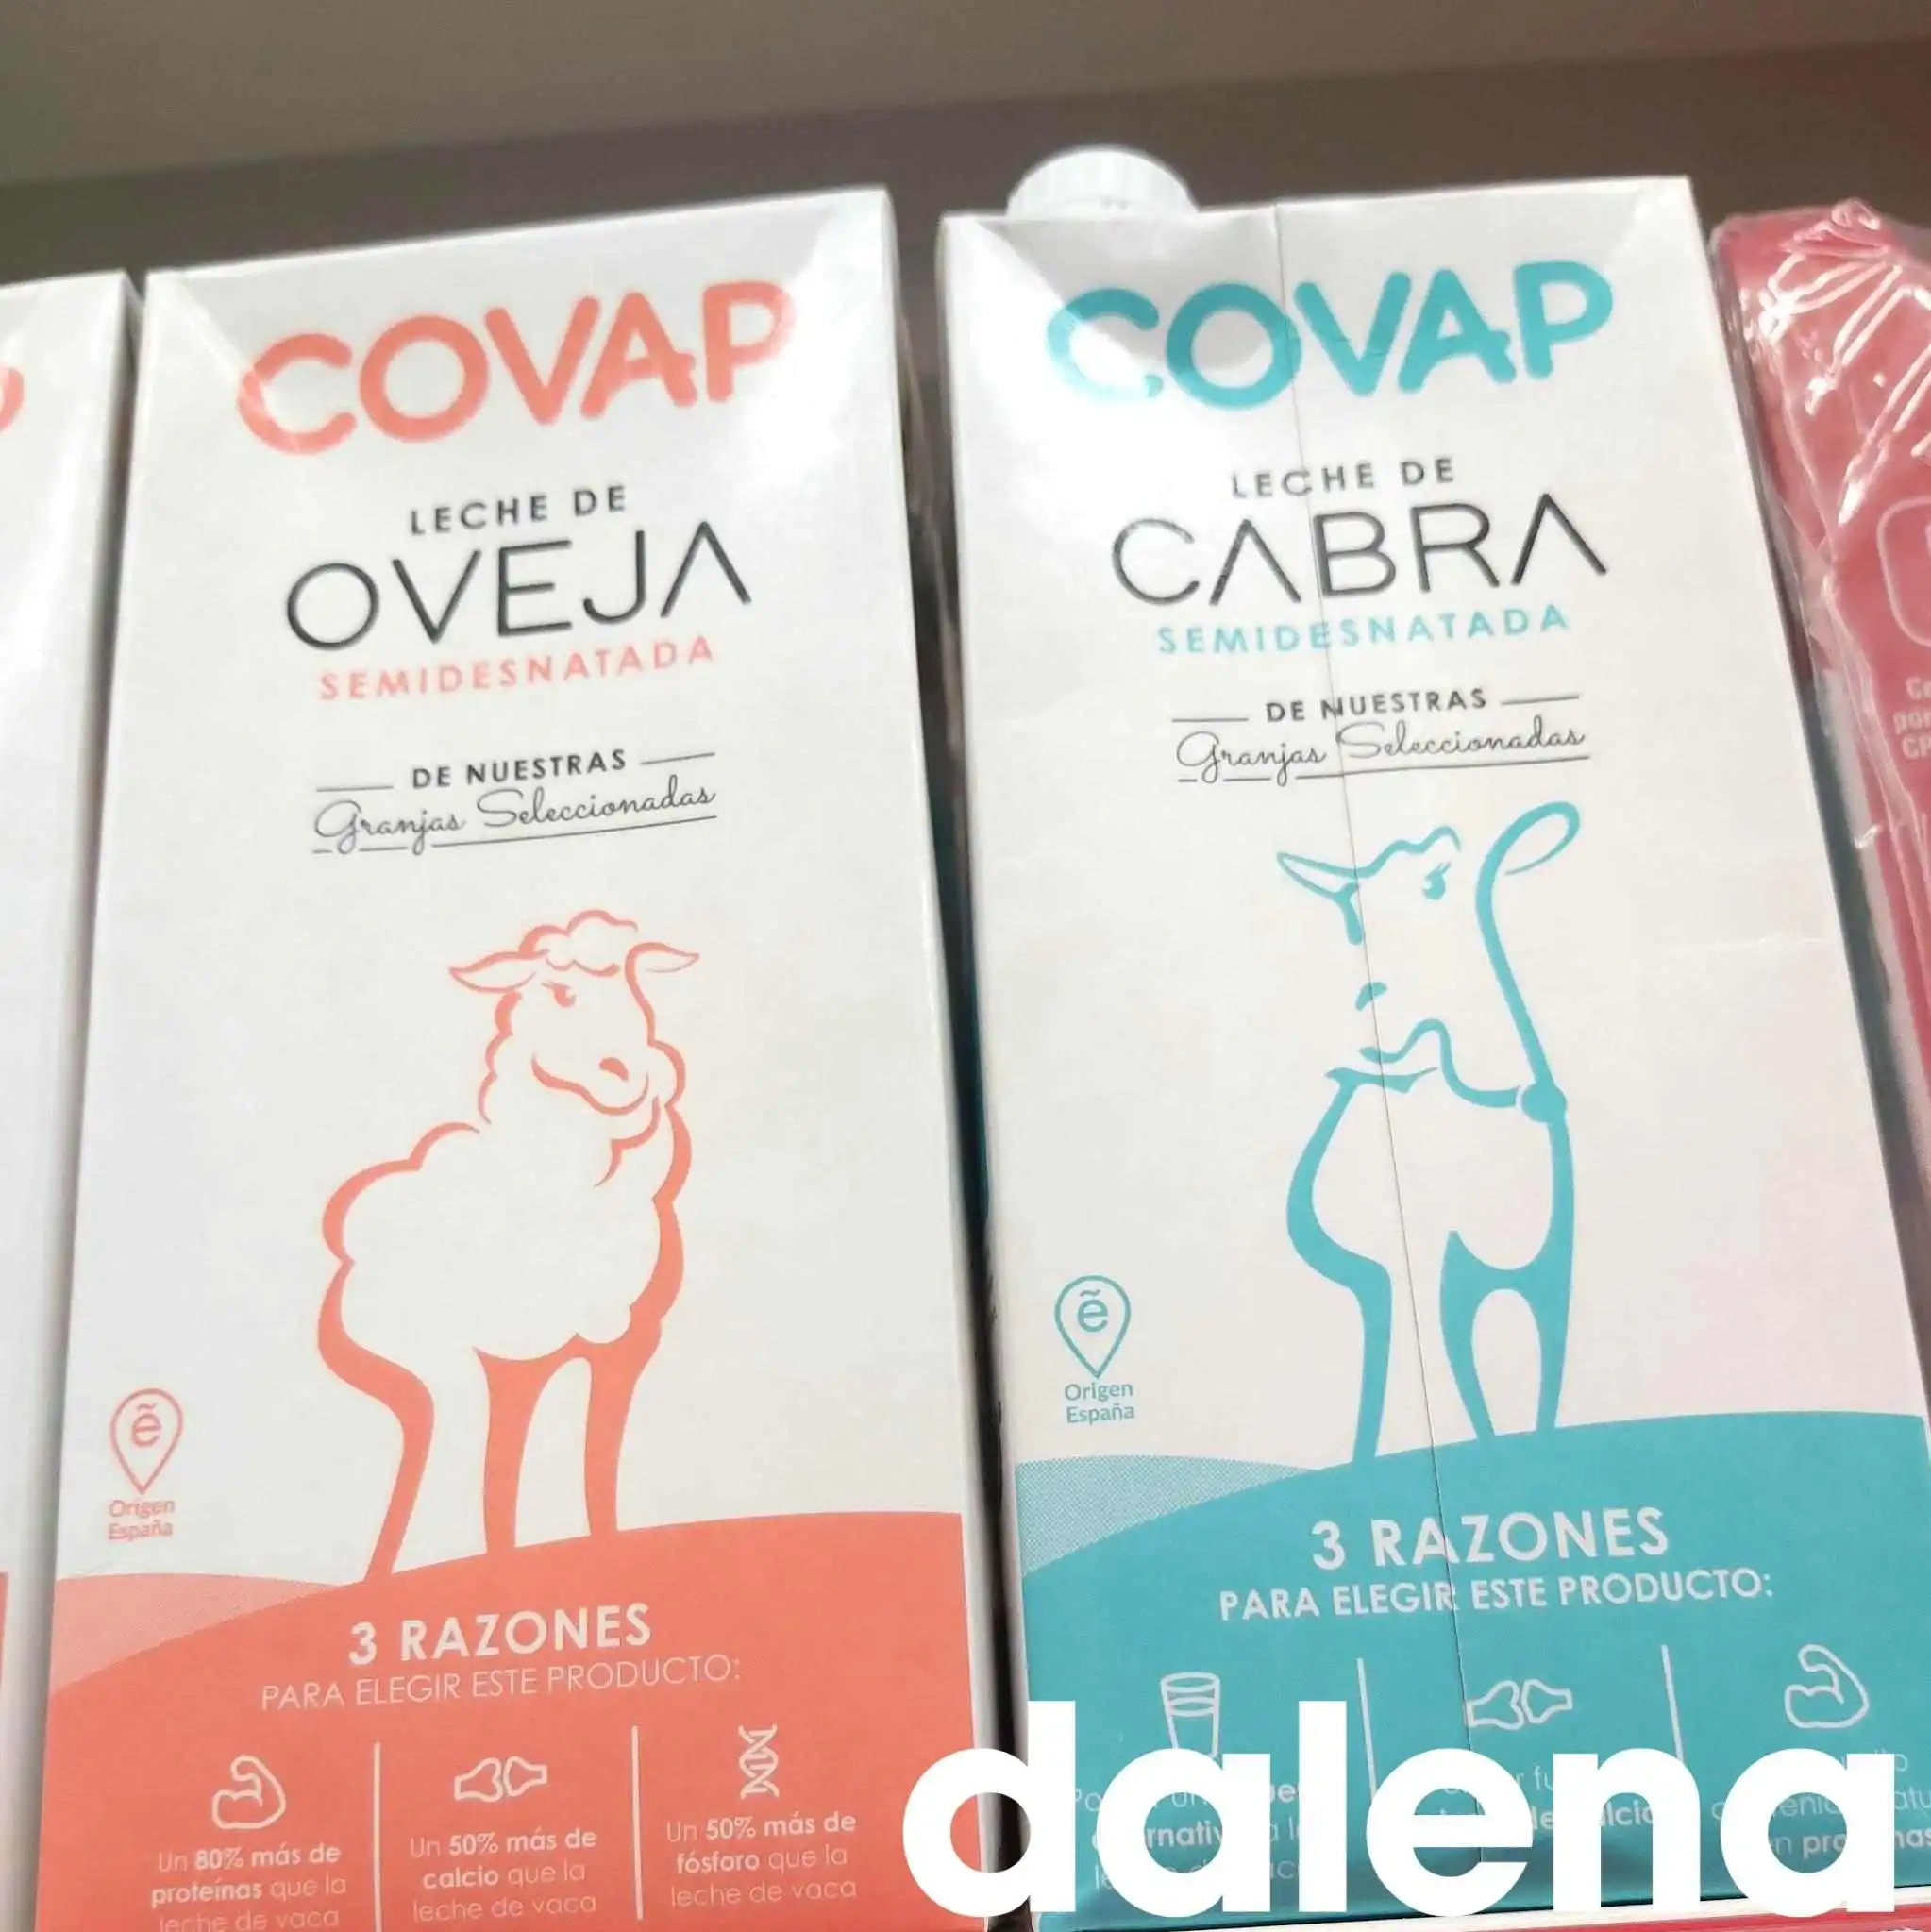 COVAP
LECHE DE
OVEJA
SEMIDESNATADA
DE NUESTRAS
Granjas Seleccionadas
ẽ
Origen
España
3 RAZONES
PARA ELEGIR ESTE PRODUCTO:
Un 80% más de
proteínas que la
leche de vaca
Un 50% más de
calcio que la
leche de vaca
Un 50% más de
fósforo que la
leche de vaca
COVAP
LECHE DE
CABRA
SEMIDESNATADA
DE NUESTRAS
Granjas Seleccionadas
ẽ
Origen
España
3 RAZONES
PARA ELEGIR ESTE PRODUCTO:
dalena